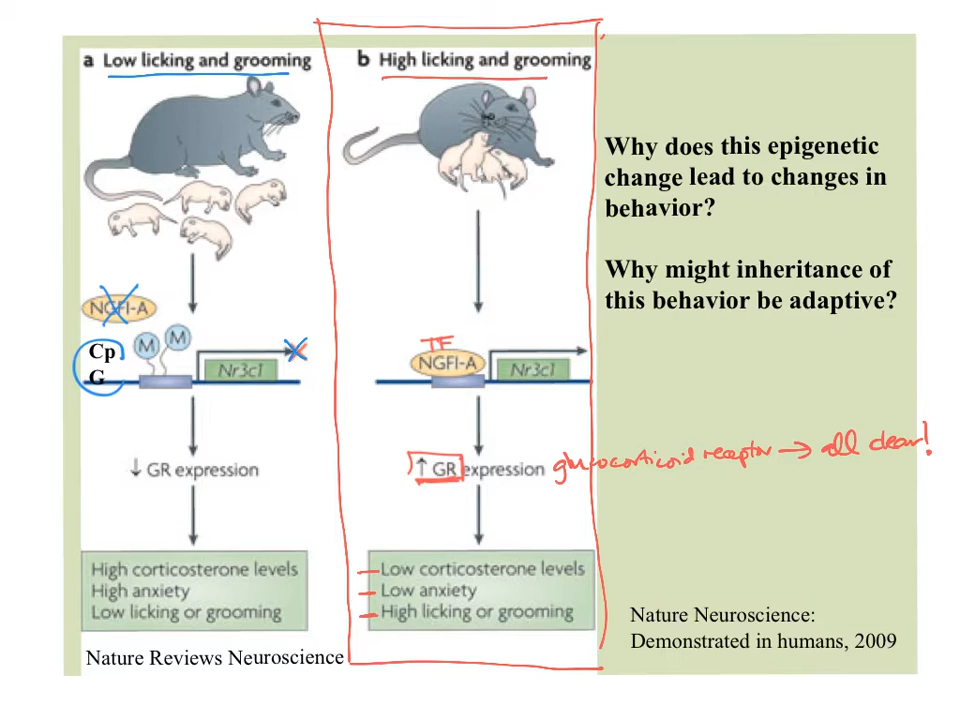 a Low licking and grooming
b High licking and grooming
Why does this epigenetic
change lead to changes in
behavior?
Why might inheritance of
this behavior be adaptive?
NGFI-A
M
M
Cp
G
Nr3c1
TF
NGFI-A
Nr3c1
↓ GR expression
↑ GR expression
glucocorticoid receptor → all clear!
High corticosterone levels
High anxiety
Low licking or grooming
Low corticosterone levels
Low anxiety
High licking or grooming
Nature Neuroscience:
Demonstrated in humans, 2009
Nature Reviews Neuroscience